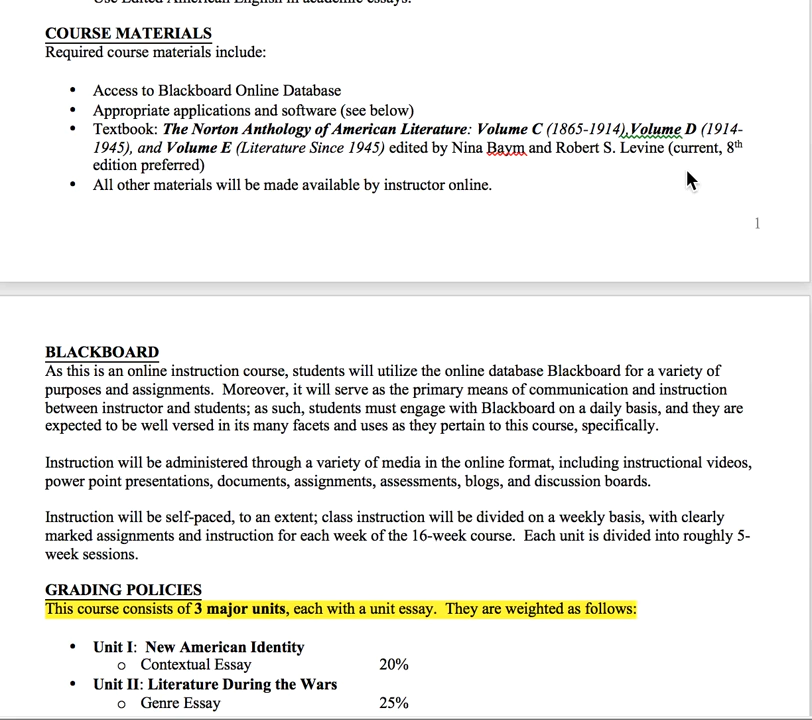 Use Edited American English in academic essays.
COURSE MATERIALS
Required course materials include:
• Access to Blackboard Online Database
• Appropriate applications and software (see below)
• Textbook: The Norton Anthology of American Literature: Volume C (1865-1914),Volume D (1914-
1945), and Volume E (Literature Since 1945) edited by Nina Baym and Robert S. Levine (current, 8th
edition preferred)
• All other materials will be made available by instructor online.
1
BLACKBOARD
As this is an online instruction course, students will utilize the online database Blackboard for a variety of
purposes and assignments.  Moreover, it will serve as the primary means of communication and instruction
between instructor and students; as such, students must engage with Blackboard on a daily basis, and they are
expected to be well versed in its many facets and uses as they pertain to this course, specifically.
Instruction will be administered through a variety of media in the online format, including instructional videos,
power point presentations, documents, assignments, assessments, blogs, and discussion boards.
Instruction will be self-paced, to an extent; class instruction will be divided on a weekly basis, with clearly
marked assignments and instruction for each week of the 16-week course.  Each unit is divided into roughly 5-
week sessions.
GRADING POLICIES
This course consists of 3 major units, each with a unit essay.  They are weighted as follows:
• Unit I:  New American Identity
o Contextual Essay 20%
• Unit II: Literature During the Wars
o Genre Essay 25%